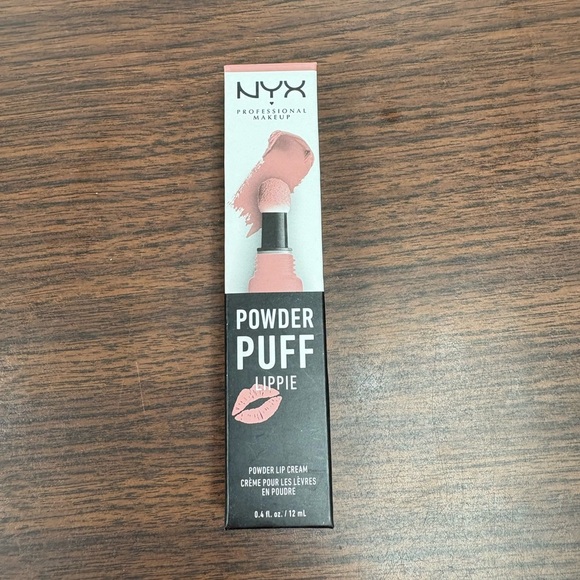 NYX
PROFESSIONAL
MAKEUP
POWDER
PUFF
LIPPIE
POWDER LIP CREAM
CRÈME POUR LES LÈVRES
EN POUDRE
0.4 fl. oz. / 12 mL